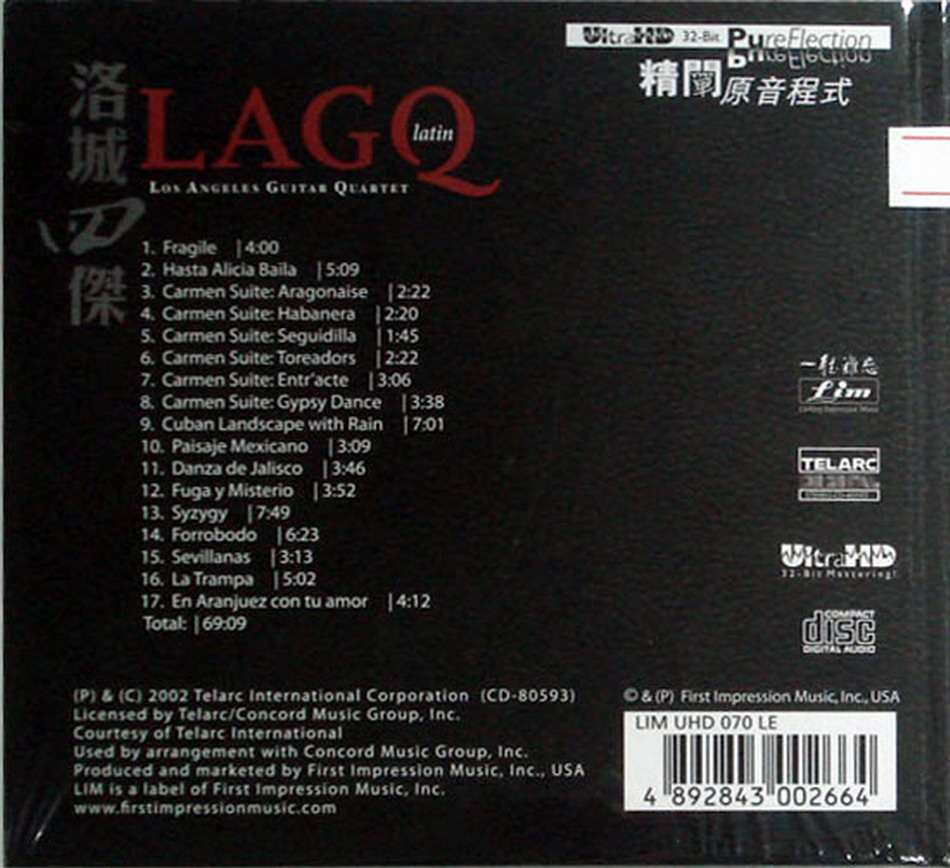 UltraHD 32-Bit PureFlection
精闡原音程式
洛城四傑
LAGQ
latin
LOS ANGELES GUITAR QUARTET
1. Fragile | 4:00
2. Hasta Alicia Baila | 5:09
3. Carmen Suite: Aragonaise | 2:22
4. Carmen Suite: Habanera | 2:20
5. Carmen Suite: Seguidilla | 1:45
6. Carmen Suite: Toreadors | 2:22
7. Carmen Suite: Entr'acte | 3:06
8. Carmen Suite: Gypsy Dance | 3:38
9. Cuban Landscape with Rain | 7:01
10. Paisaje Mexicano | 3:09
11. Danza de Jalisco | 3:46
12. Fuga y Misterio | 3:52
13. Syzygy | 7:49
14. Forrobodo | 6:23
15. Sevillanas | 3:13
16. La Trampa | 5:02
17. En Aranjuez con tu amor | 4:12
Total: | 69:09
一聽難忘
Lim
TELARC
UltraHD
32-Bit Mastering!
COMPACT
disc
DIGITAL AUDIO
(P) & (C) 2002 Telarc International Corporation (CD-80593)
Licensed by Telarc/Concord Music Group, Inc.
Courtesy of Telarc International
Used by arrangement with Concord Music Group, Inc.
Produced and marketed by First Impression Music, Inc., USA
LIM is a label of First Impression Music, Inc.
www.firstimpressionmusic.com
© & (P) First Impression Music, Inc., USA
LIM UHD 070 LE
4 892843 002664